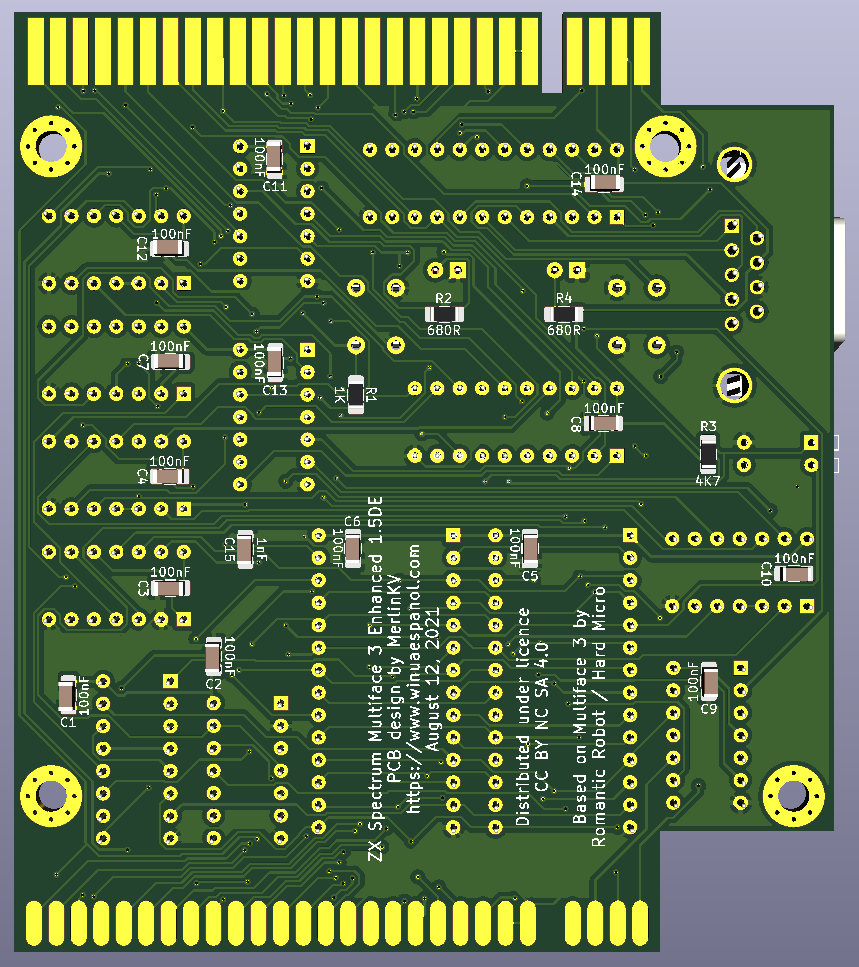 100nF
C11
100nF
C14
C12
100nF
R2
680R
R4
680R
C7
100nF
100nF
C13
1K
R1
100nF
C8
R3
4K7
C4
100nF
C15
1nF
C6
100nF
100nF
C5
100nF
C10
C3
100nF
C2
100nF
C1
100nF
100nF
C9
ZX Spectrum Multiface 3 Enhanced 1.5DE
PCB design by MerlinKV
https://www.winuaespanol.com
August 12, 2021
Distributed under licence
CC BY NC SA 4.0
Based on Multiface 3 by
Romantic Robot / Hard Micro